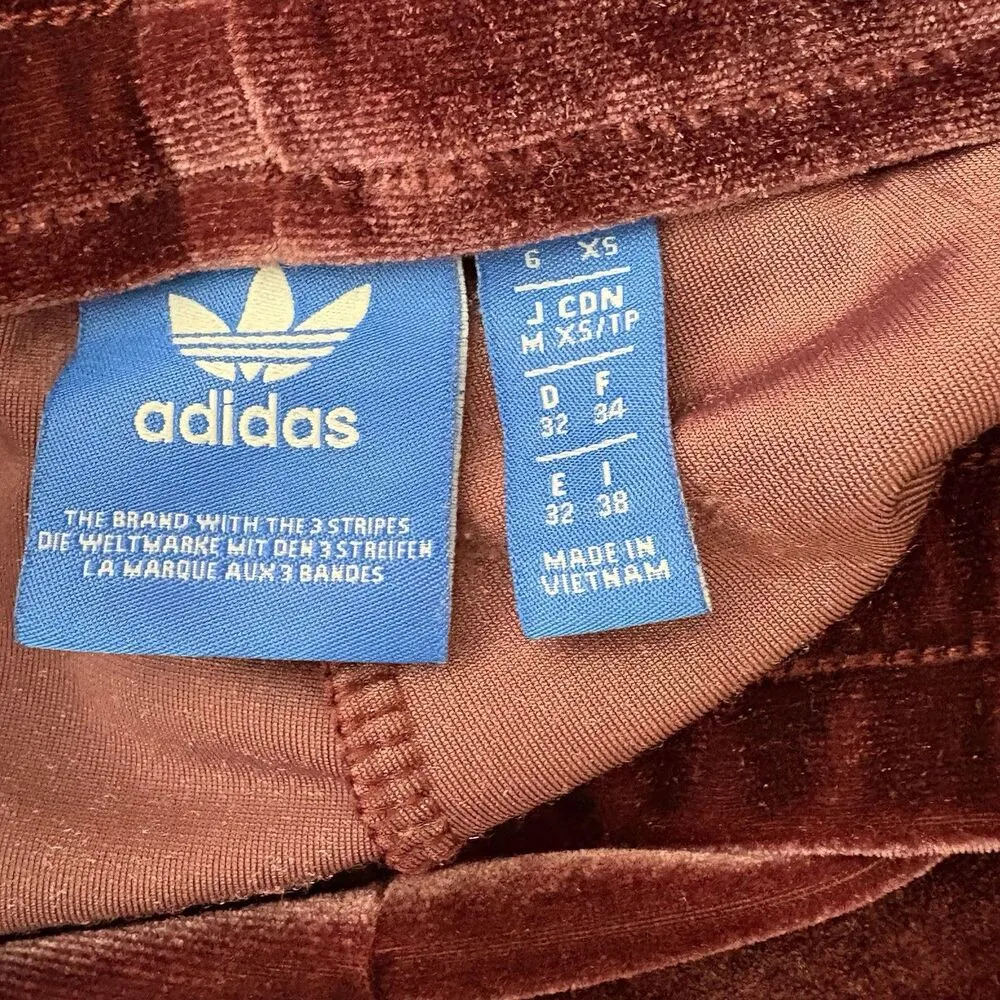 adidas
THE BRAND WITH THE 3 STRIPES
DIE WELTMARKE MIT DEN 3 STREIFEN
LA MARQUE AUX 3 BANDES
6 XS
J CDN
M XS/TP
D F
32 34
E I
32 38
MADE IN
VIETNAM